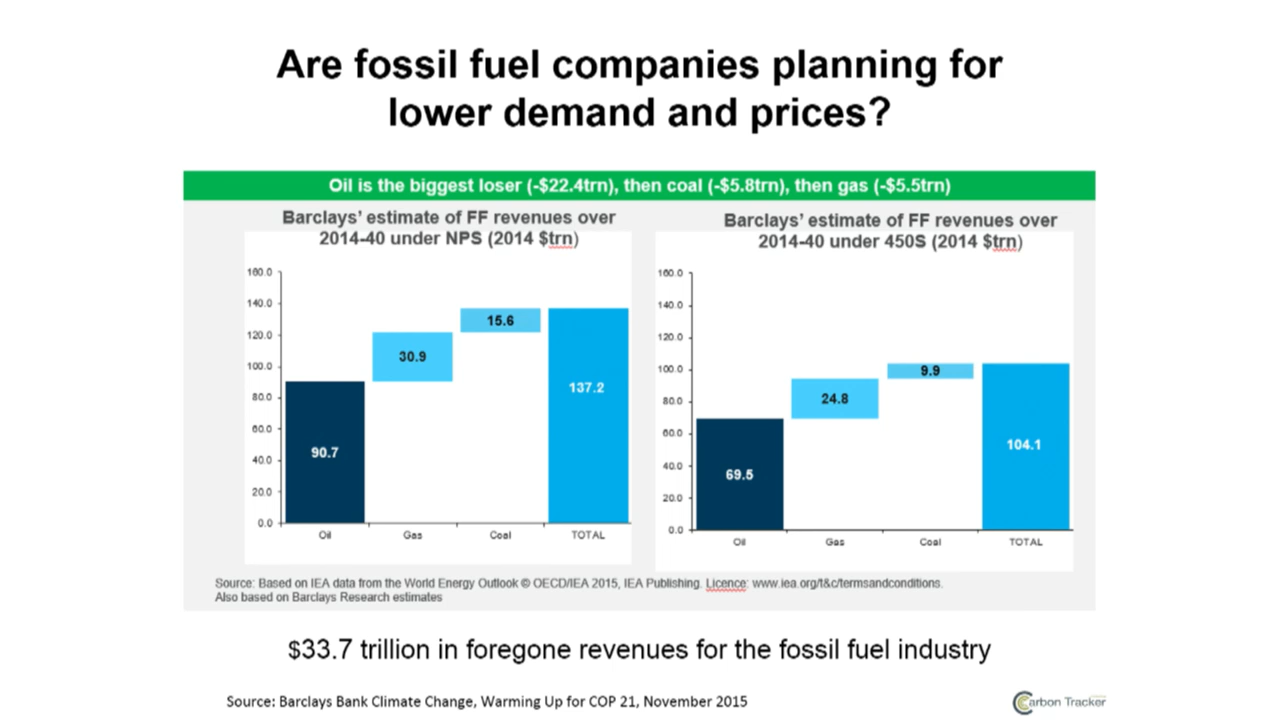 Are fossil fuel companies planning for
lower demand and prices?
Oil is the biggest loser (-$22.4trn), then coal (-$5.8trn), then gas (-$5.5trn)
Barclays’ estimate of FF revenues over
2014-40 under NPS (2014 $trn)
160.0
140.0
120.0
100.0
80.0
60.0
40.0
20.0
0.0
90.7
30.9
15.6
137.2
Oil
Gas
Coal
TOTAL
Barclays’ estimate of FF revenues over
2014-40 under 450S (2014 $trn)
160.0
140.0
120.0
100.0
80.0
60.0
40.0
20.0
0.0
69.5
24.8
9.9
104.1
Oil
Gas
Coal
TOTAL
Source: Based on IEA data from the World Energy Outlook © OECD/IEA 2015, IEA Publishing. Licence: www.iea.org/t&c/termsandconditions.
Also based on Barclays Research estimates
$33.7 trillion in foregone revenues for the fossil fuel industry
Source: Barclays Bank Climate Change, Warming Up for COP 21, November 2015
Carbon Tracker